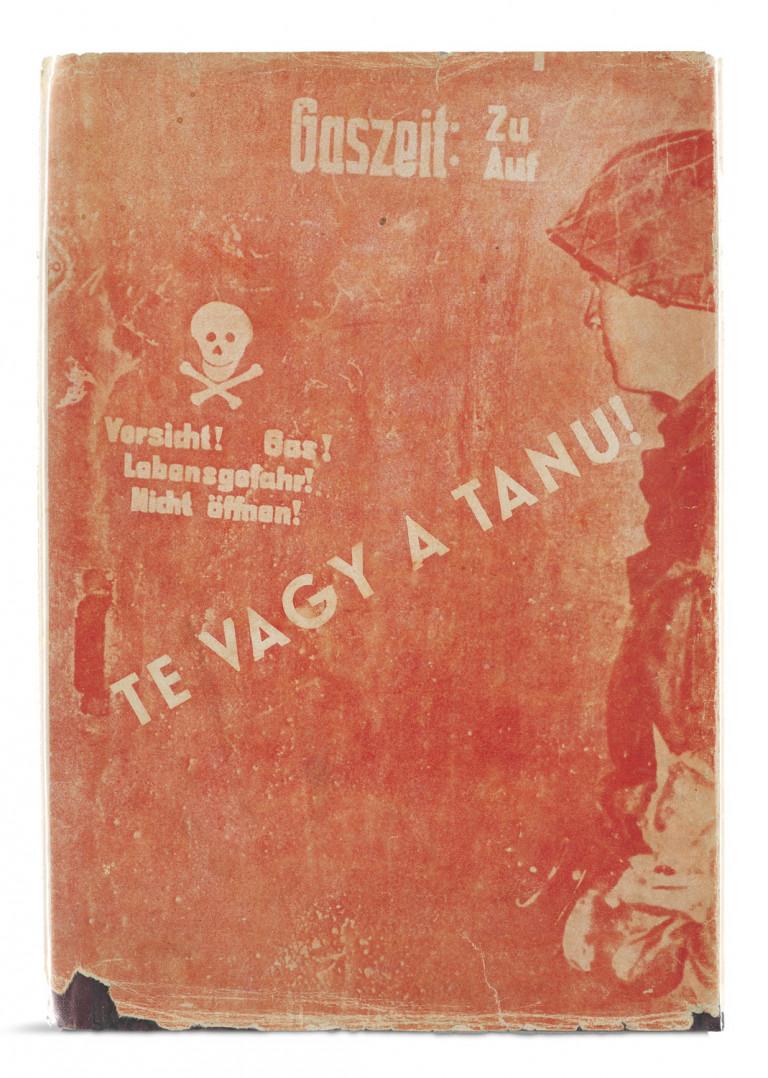 Gaszeit: Zu
Auf
Vorsicht! Gas!
Lebensgefahr!
Nicht öffnen!
TE VAGY A TANU!